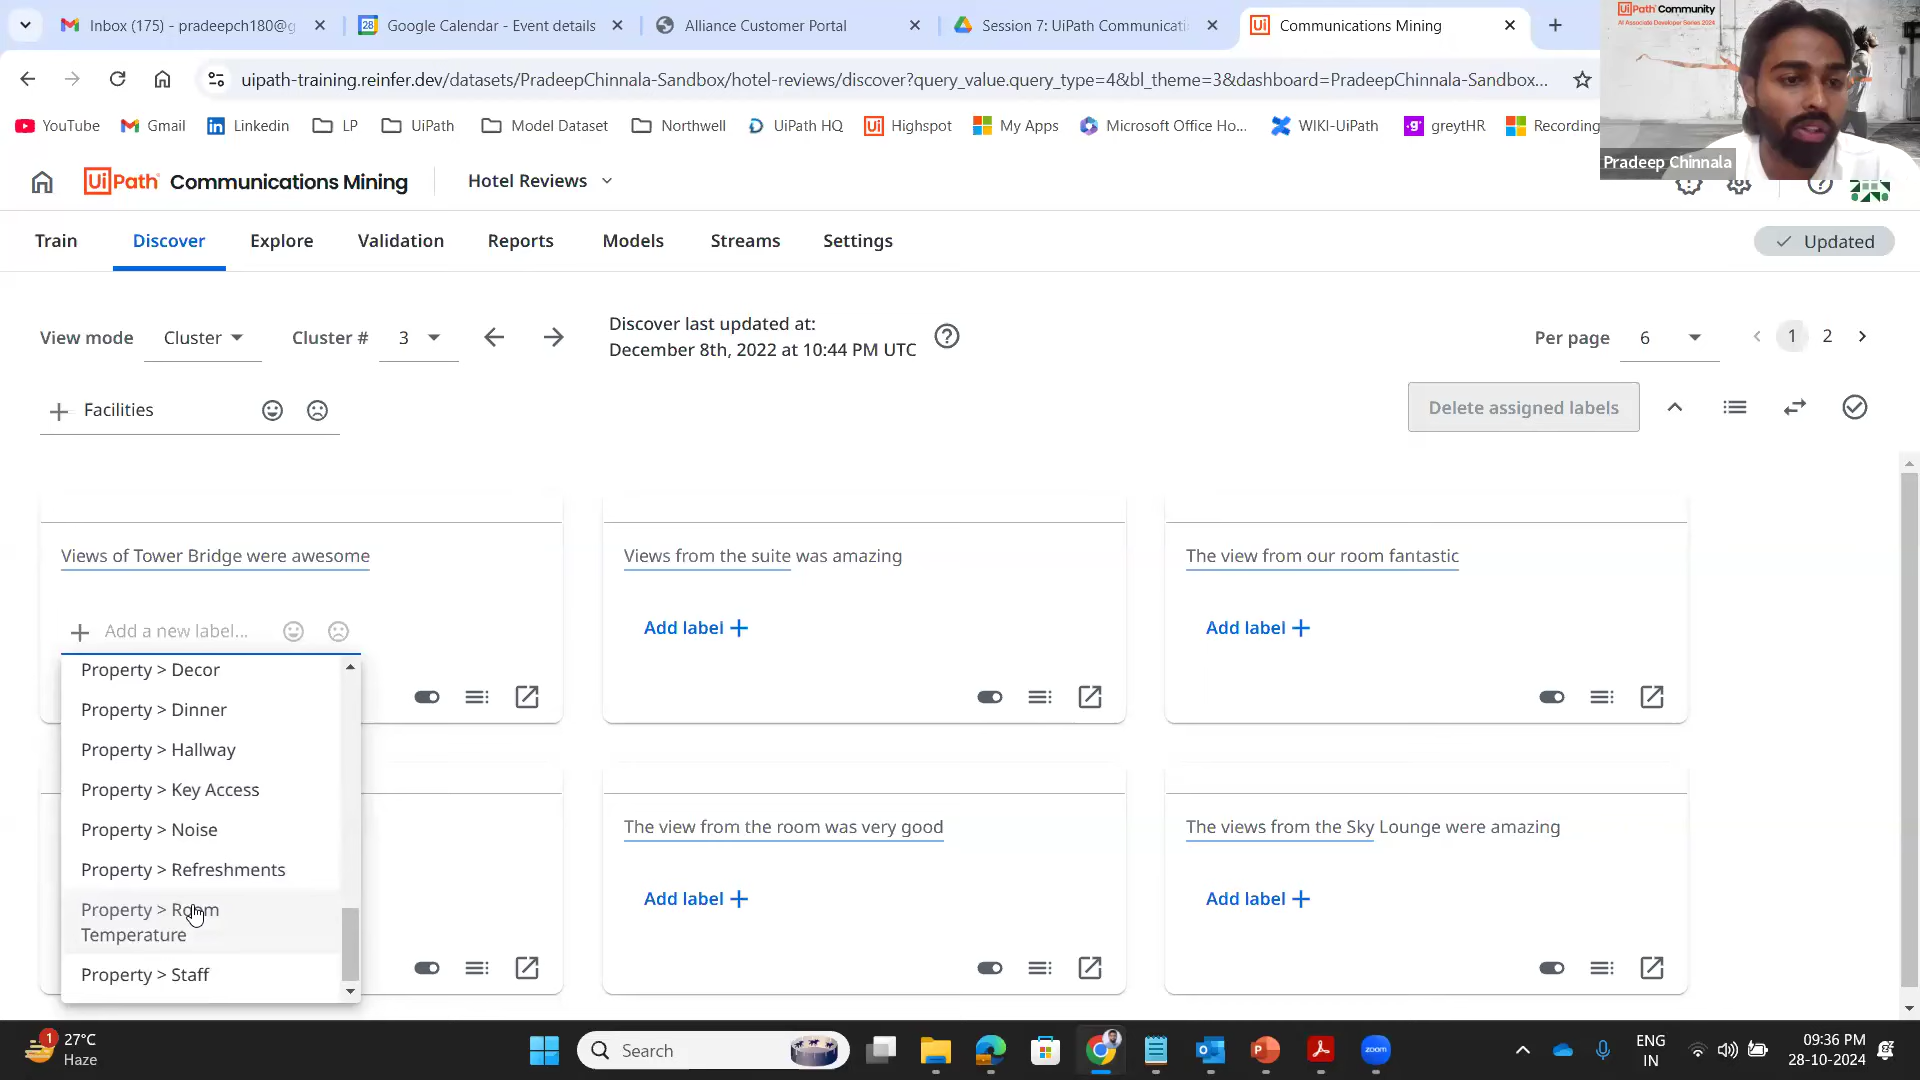 Inbox (175) - pradeepch180@g
Google Calendar - Event details
Alliance Customer Portal
Session 7: UiPath Communicati
Communications Mining
uipath-training.reinfer.dev/datasets/PradeepChinnala-Sandbox/hotel-reviews/discover?query_value.query_type=4&bl_theme=3&dashboard=PradeepChinnala-Sandbox...
YouTube
Gmail
Linkedin
LP
UiPath
Model Dataset
Northwell
UiPath HQ
Highspot
My Apps
Microsoft Office Ho...
WIKI-UiPath
greytHR
Recording
UiPath Community
AI Associate Developer Series 2024
Pradeep Chinnala
UiPath Communications Mining
Hotel Reviews
Train
Discover
Explore
Validation
Reports
Models
Streams
Settings
Updated
View mode
Cluster
Cluster #
3
Discover last updated at:
December 8th, 2022 at 10:44 PM UTC
Per page
6
1
2
Facilities
Delete assigned labels
Views of Tower Bridge were awesome
Views from the suite was amazing
The view from our room fantastic
Add a new label...
Add label
Add label
Property > Decor
Property > Dinner
Property > Hallway
Property > Key Access
Property > Noise
Property > Refreshments
Property > Room
Temperature
Property > Staff
The view from the room was very good
The views from the Sky Lounge were amazing
Add label
Add label
1
27°C
Haze
Search
zoom
ENG
IN
09:36 PM
28-10-2024